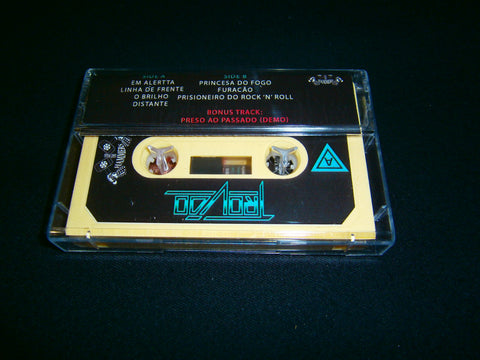 SIDE A
EM ALERTTA
LINHA DE FRENTE
O BRILHO
DISTANTE
SIDE B
PRINCESA DO FOGO
FURACÃO
PRISIONEIRO DO ROCK 'N' ROLL
BONUS TRACK:
PRESO AO PASSADO (DEMO)
A
TROVÃO